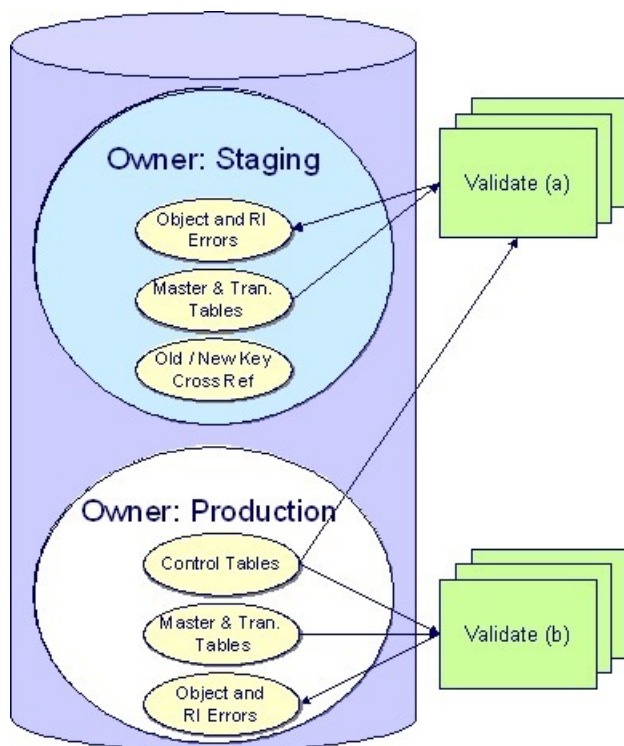 Owner: Staging
Object and RI
Errors
Master & Tran.
Tables
Old / New Key
Cross Ref
Validate (a)
Owner: Production
Control Tables
Master & Tran.
Tables
Object and
RI Errors
Validate (b)